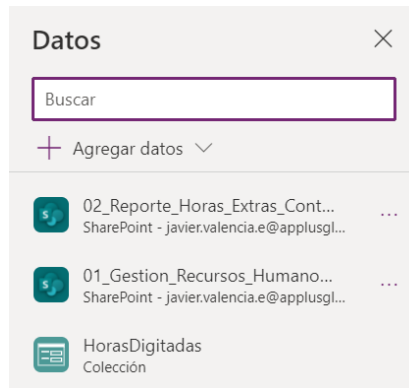 Datos
Buscar
Agregar datos
02_Reporte_Horas_Extras_Cont...
SharePoint - javier.valencia.e@applusgl...
01_Gestion_Recursos_Humano...
SharePoint - javier.valencia.e@applusgl...
HorasDigitadas
Colección